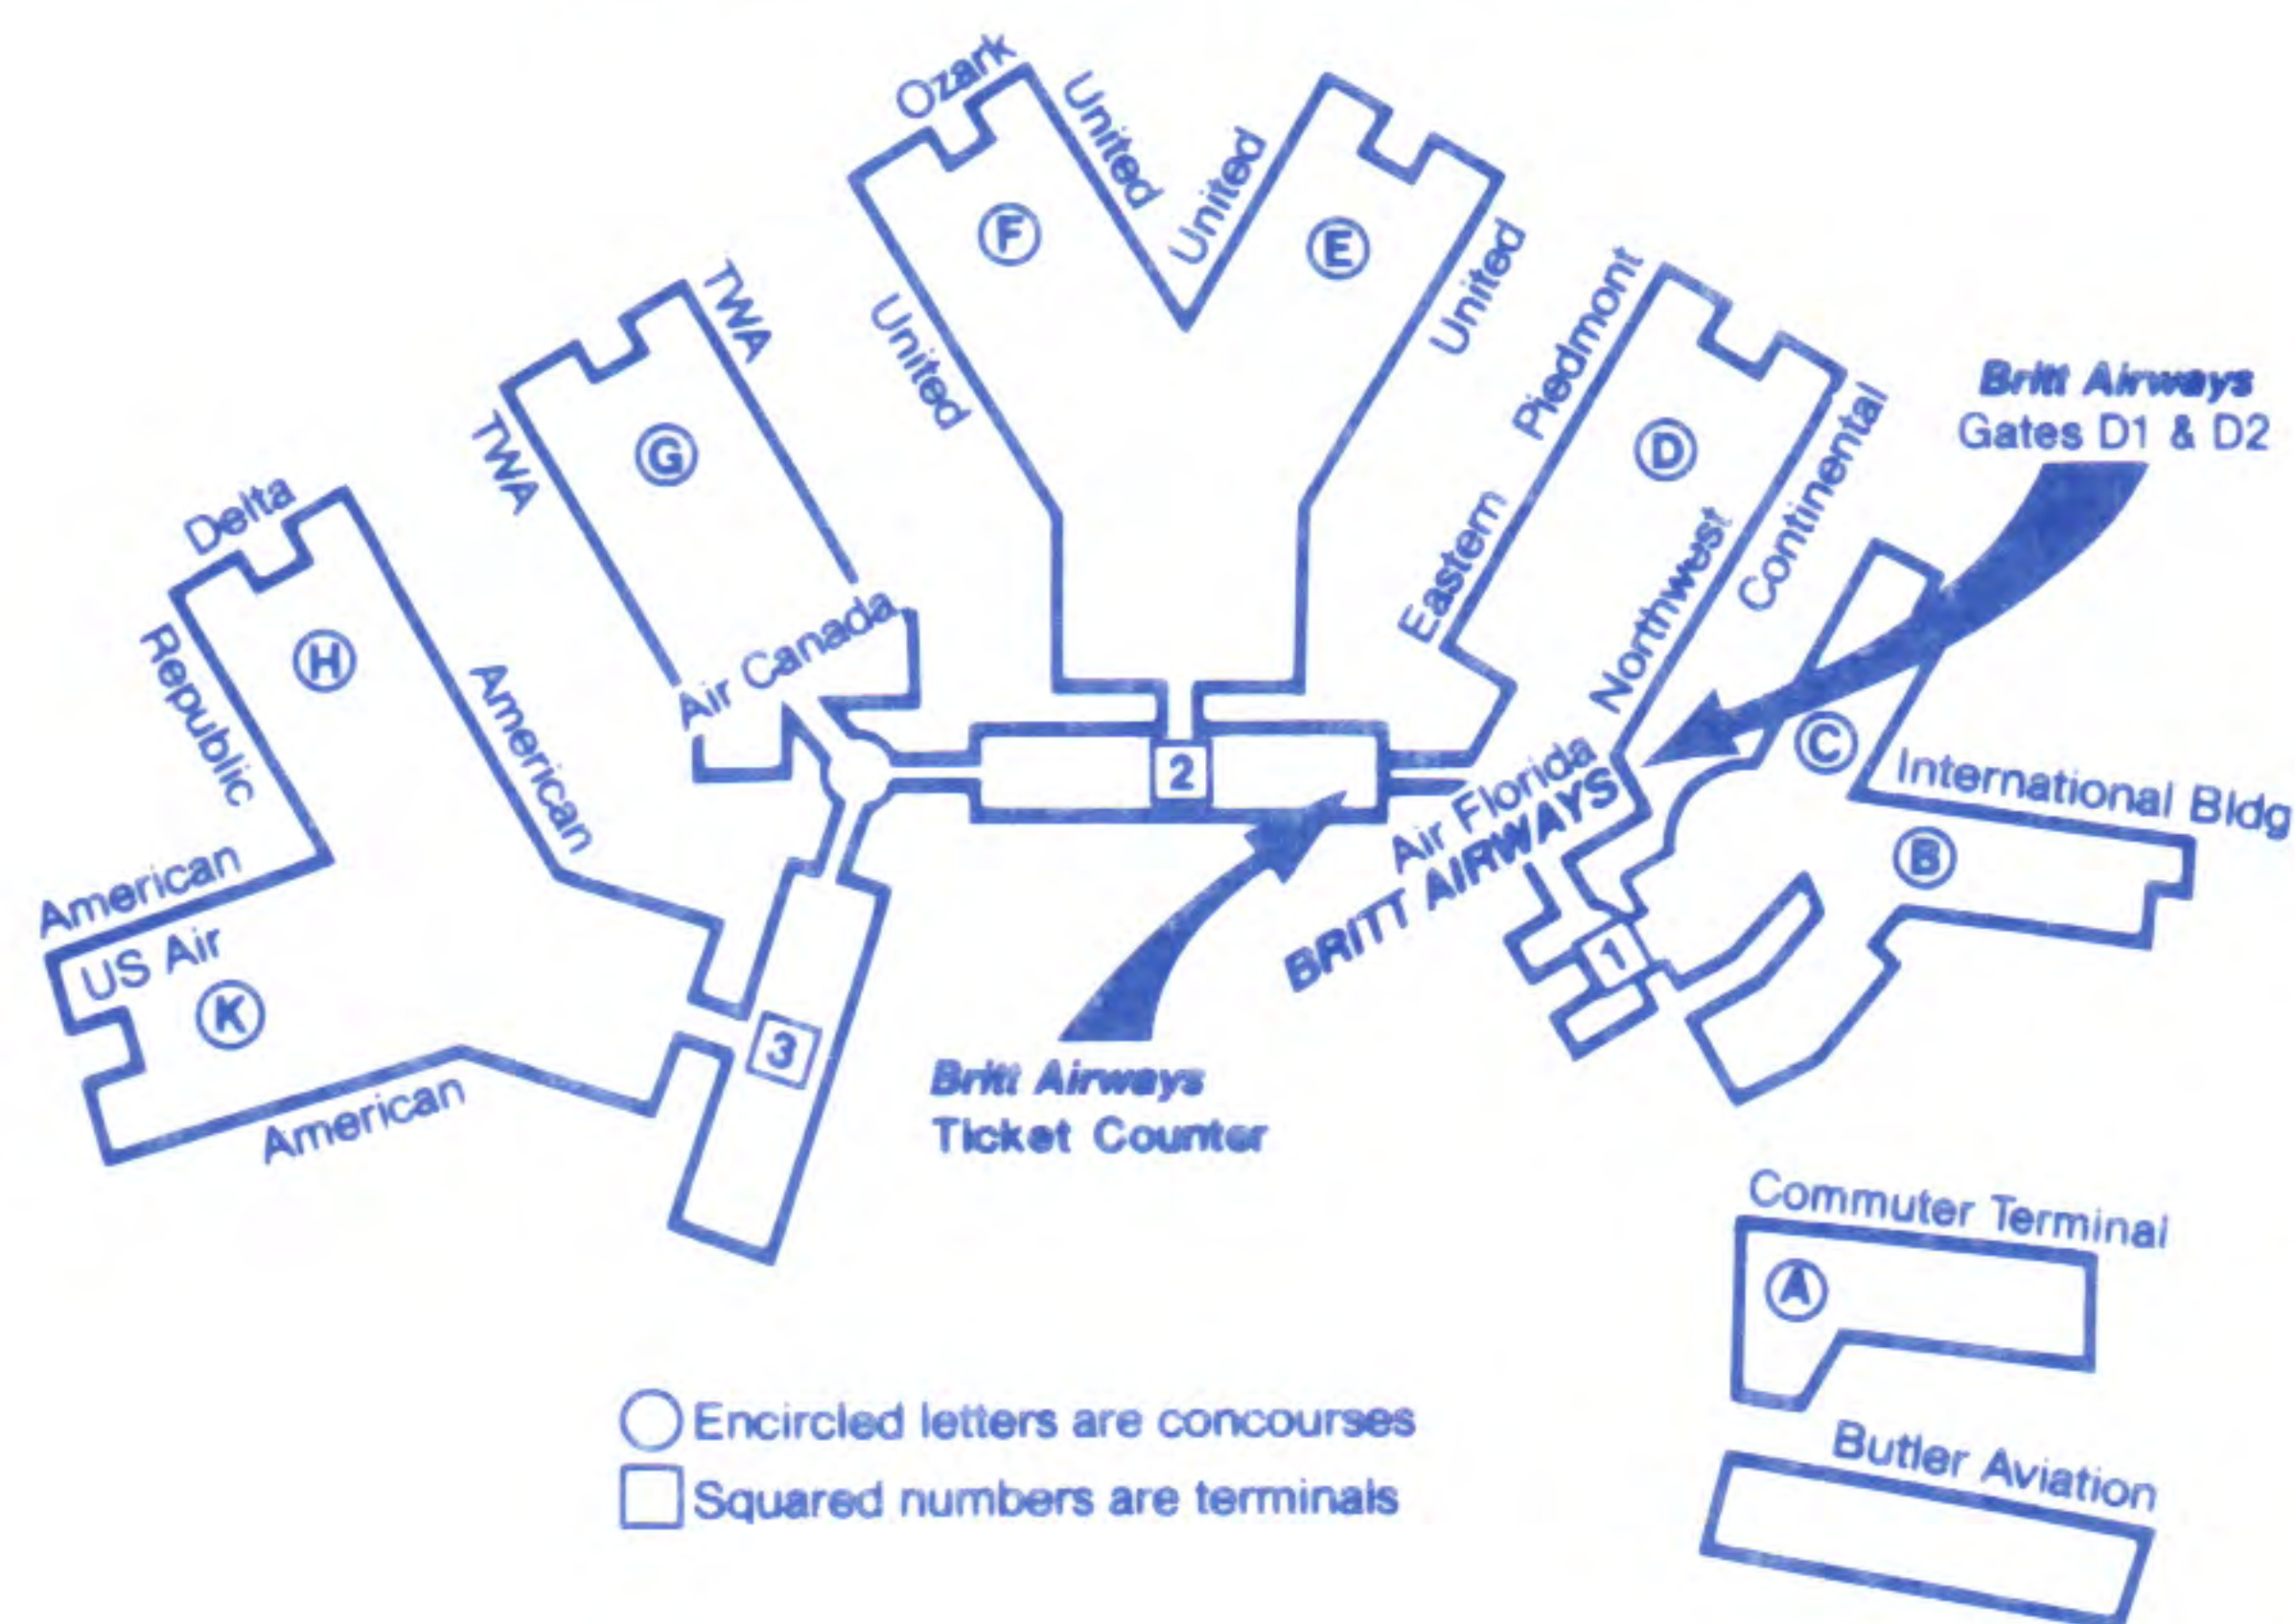 Ozark
United
United
F
E
United
United
TWA
TWA
G
Piedmont
Eastern
D
Continental
Northwest
Britt Airways
Gates D1 & D2
Delta
Republic
H
American
Air Canada
2
Air Florida
BRITT AIRWAYS
C
International Bldg
B
1
American
US Air
K
American
3
Britt Airways
Ticket Counter
Commuter Terminal
A
Encircled letters are concourses
Squared numbers are terminals
Butler Aviation